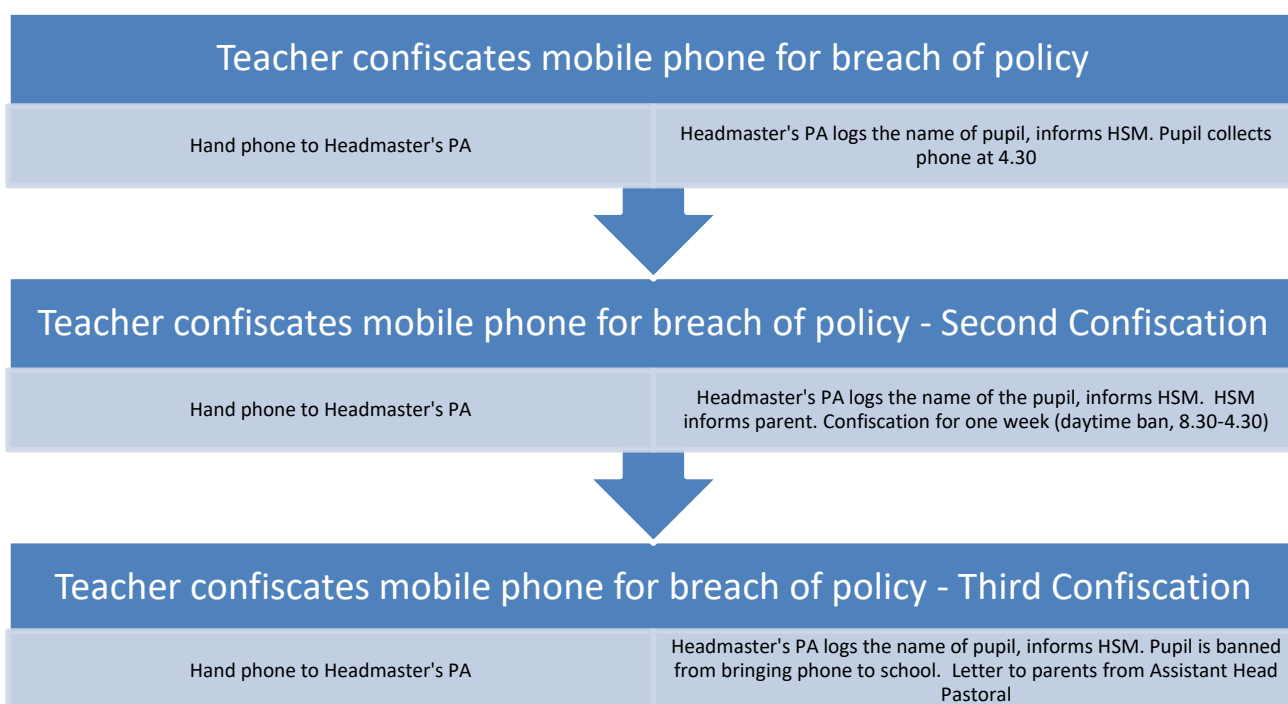 Teacher confiscates mobile phone for breach of policy
Hand phone to Headmaster's PA
Headmaster's PA logs the name of pupil, informs HSM. Pupil collects
phone at 4.30
Teacher confiscates mobile phone for breach of policy - Second Confiscation
Hand phone to Headmaster's PA
Headmaster's PA logs the name of the pupil, informs HSM.  HSM
informs parent. Confiscation for one week (daytime ban, 8.30-4.30)
Teacher confiscates mobile phone for breach of policy - Third Confiscation
Hand phone to Headmaster's PA
Headmaster's PA logs the name of pupil, informs HSM. Pupil is banned
from bringing phone to school.  Letter to parents from Assistant Head
Pastoral